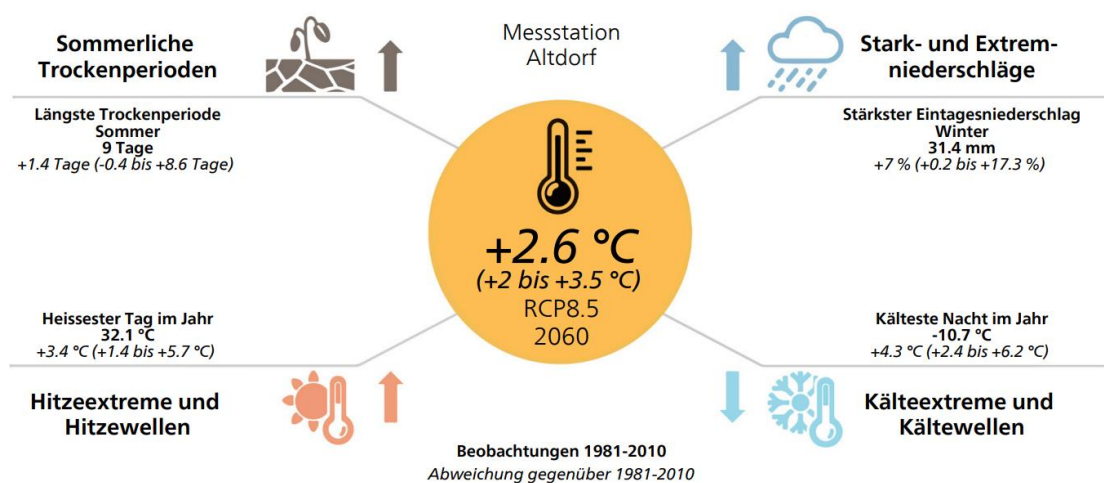 Sommerliche
Trockenperioden
Messstation
Altdorf
Stark- und Extrem-
niederschläge
Längste Trockenperiode
Sommer
9 Tage
+1.4 Tage (-0.4 bis +8.6 Tage)
Stärkster Eintagesniederschlag
Winter
31.4 mm
+7 % (+0.2 bis +17.3 %)
+2.6 °C
(+2 bis +3.5 °C)
RCP8.5
2060
Heissester Tag im Jahr
32.1 °C
+3.4 °C (+1.4 bis +5.7 °C)
Kälteste Nacht im Jahr
-10.7 °C
+4.3 °C (+2.4 bis +6.2 °C)
Hitzeextreme und
Hitzewellen
Kälteextreme und
Kältewellen
Beobachtungen 1981-2010
Abweichung gegenüber 1981-2010